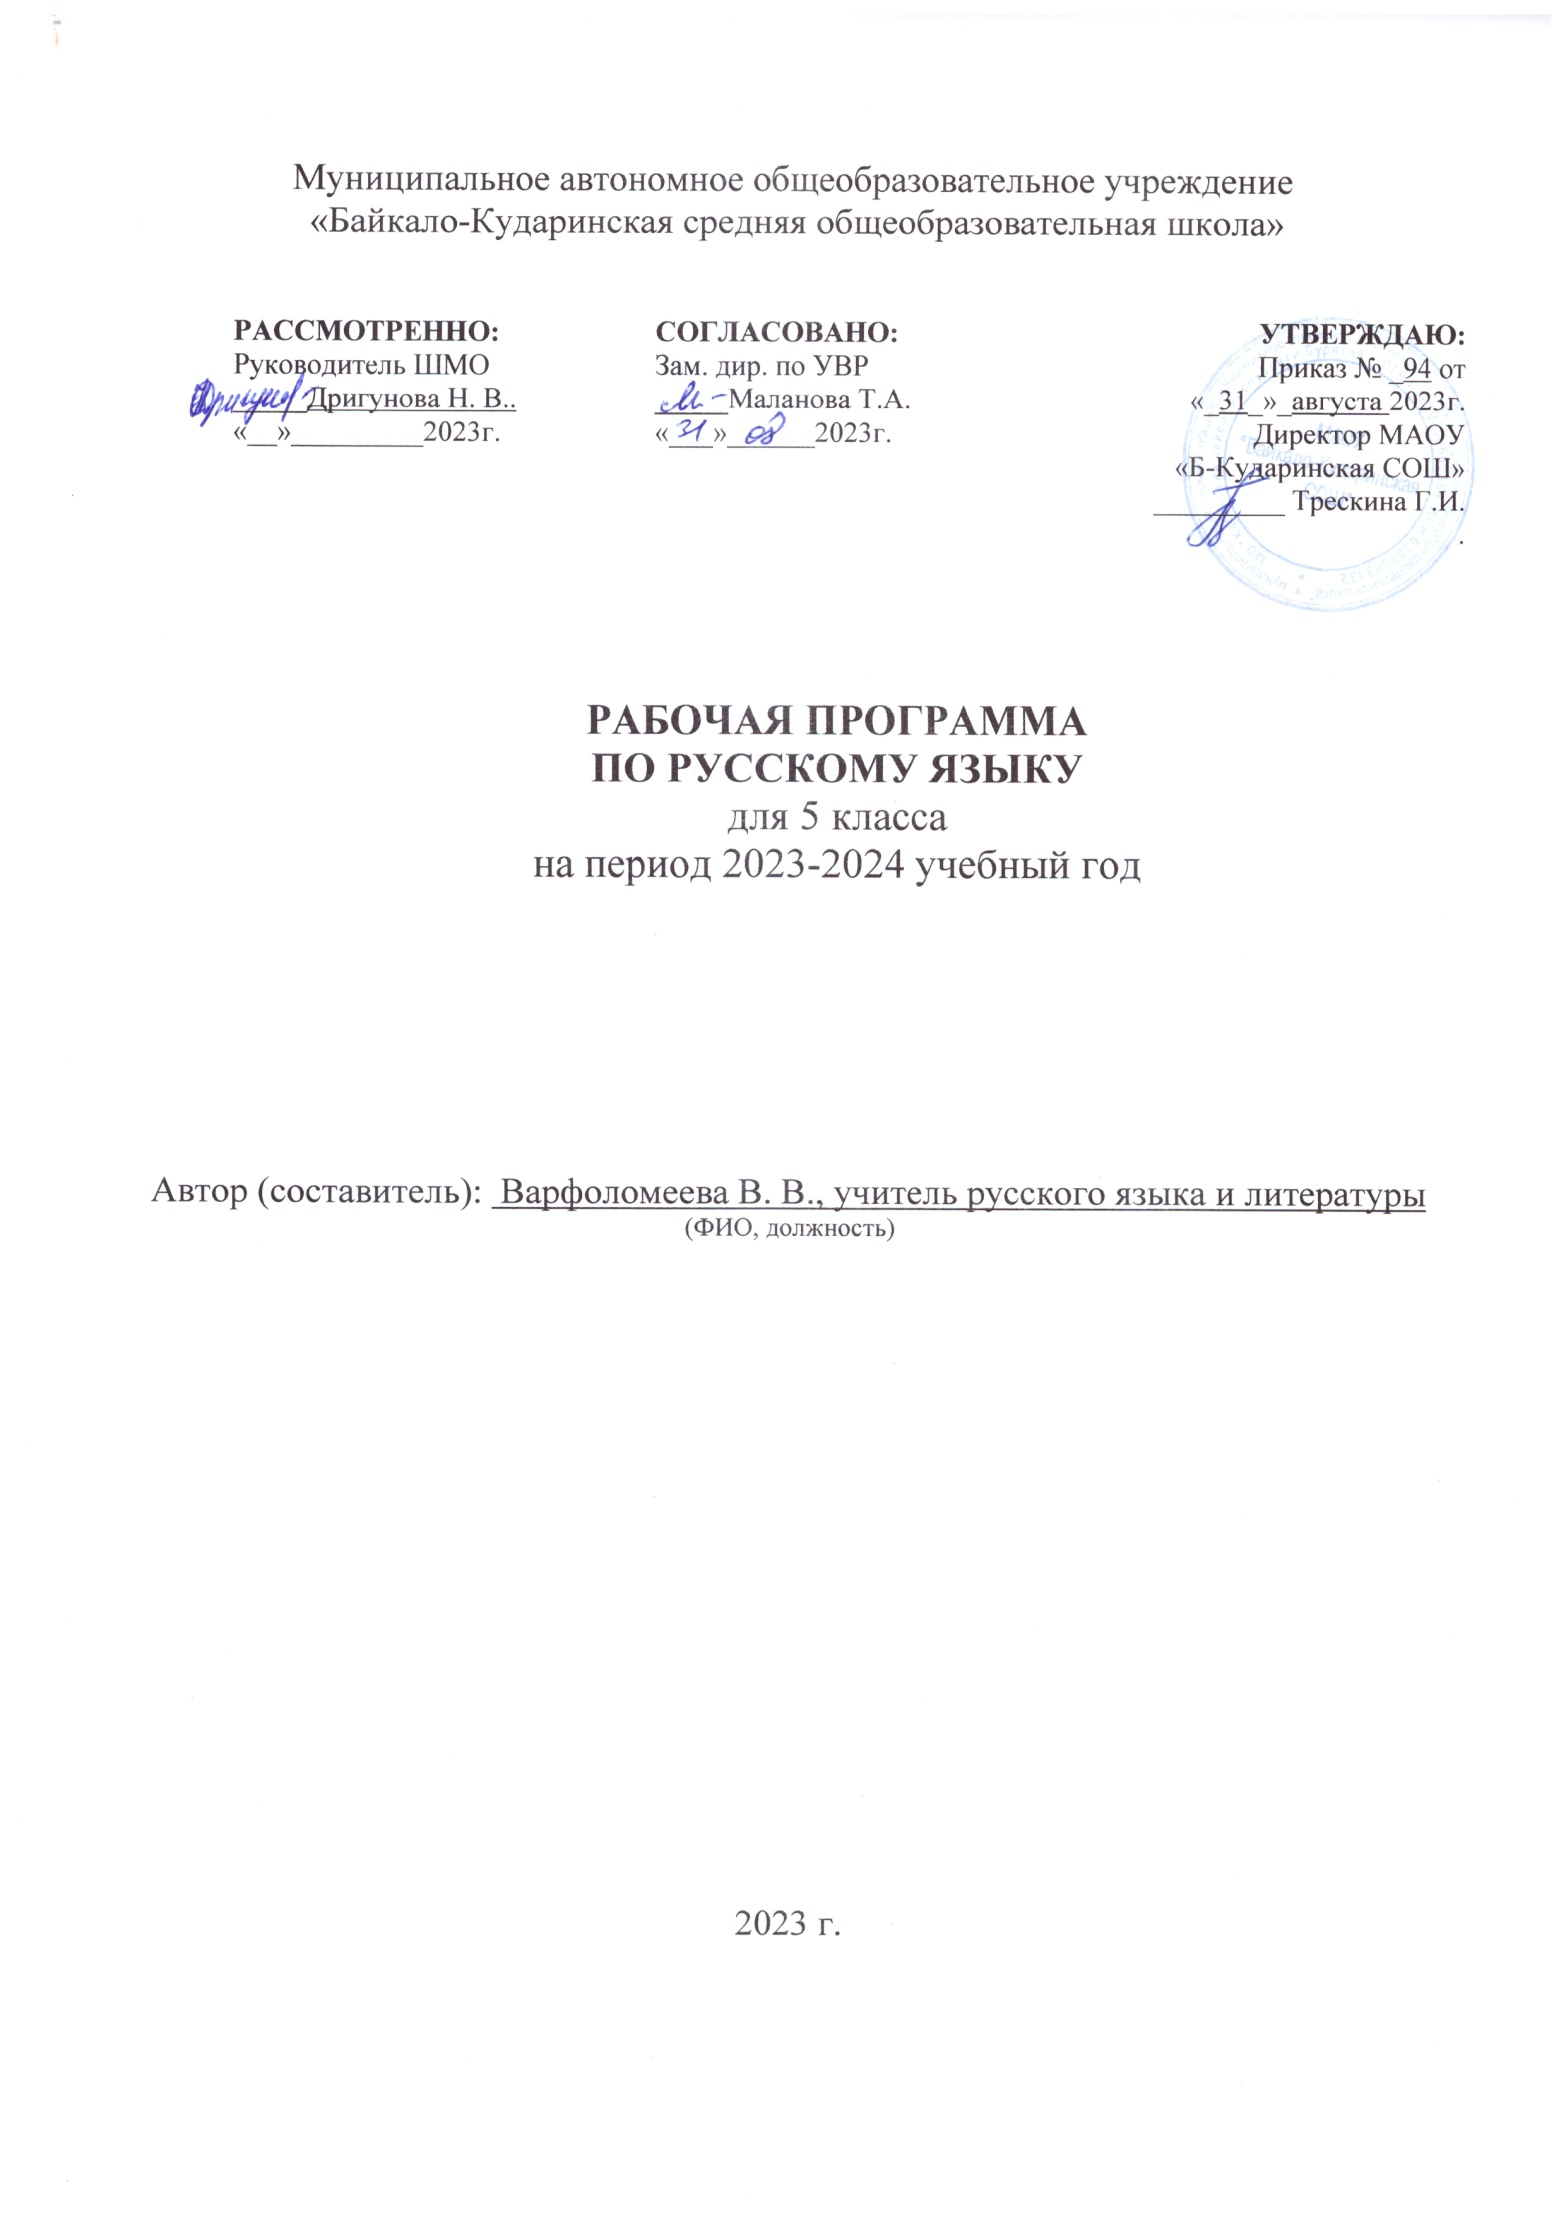 Муниципальное автономное общеобразовательное учреждение
«Байкало-Кударинская средняя общеобразовательная школа»
РАССМОТРЕННО:
Руководитель ШМО
Дригунова Н. В..
«__»_________2023г.
СОГЛАСОВАНО:
Зам. дир. по УВР
_____Маланова Т.А.
«31»__08__2023г.
УТВЕРЖДАЮ:
Приказ № _94 от
«_31_»_августа 2023г.
Директор МАОУ
«Б-Кударинская СОШ»
_________ Трескина Г.И.
.
РАБОЧАЯ ПРОГРАММА
ПО РУССКОМУ ЯЗЫКУ
для 5 класса
на период 2023-2024 учебный год
Автор (составитель): Варфоломеева В. В., учитель русского языка и литературы
(ФИО, должность)
2023 г.